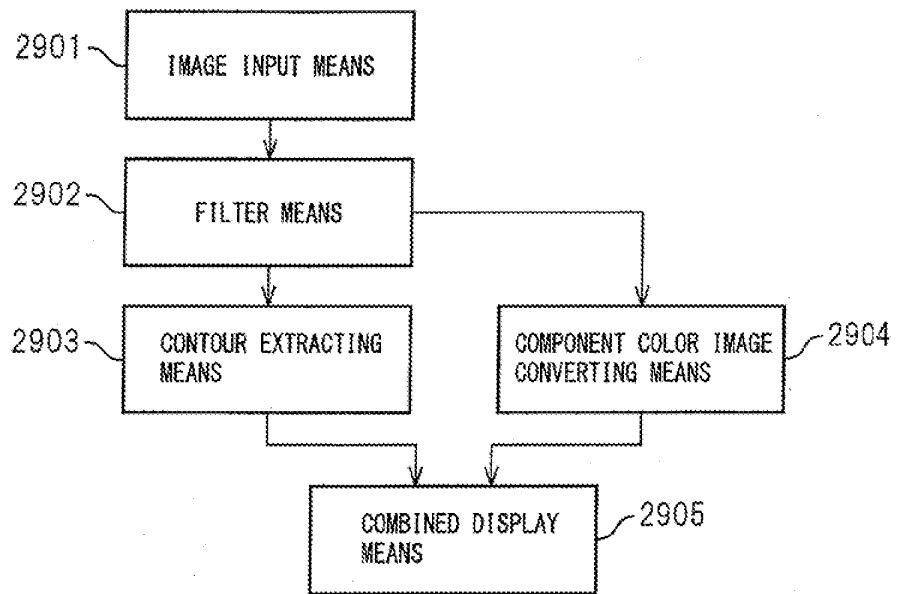 2901
IMAGE INPUT MEANS
2902
FILTER MEANS
2903
CONTOUR EXTRACTING
MEANS
COMPONENT COLOR IMAGE
CONVERTING MEANS
2904
COMBINED DISPLAY
MEANS
2905